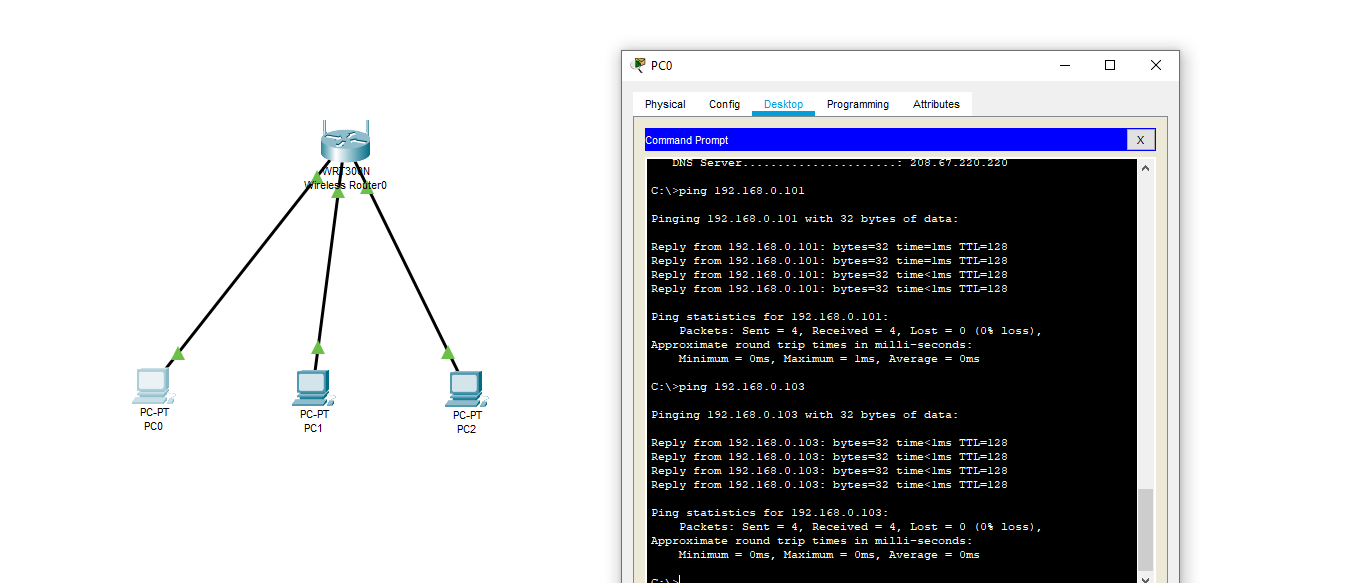 WRT300N
Wireless Router0
PC-PT
PC0
PC-PT
PC1
PC-PT
PC2
PC0
Physical Config Desktop Programming Attributes
Command Prompt X
DNS Server......................: 208.67.220.220
C:\>ping 192.168.0.101
Pinging 192.168.0.101 with 32 bytes of data:
Reply from 192.168.0.101: bytes=32 time=1ms TTL=128
Reply from 192.168.0.101: bytes=32 time=1ms TTL=128
Reply from 192.168.0.101: bytes=32 time<1ms TTL=128
Reply from 192.168.0.101: bytes=32 time<1ms TTL=128
Ping statistics for 192.168.0.101:
Packets: Sent = 4, Received = 4, Lost = 0 (0% loss),
Approximate round trip times in milli-seconds:
Minimum = 0ms, Maximum = 1ms, Average = 0ms
C:\>ping 192.168.0.103
Pinging 192.168.0.103 with 32 bytes of data:
Reply from 192.168.0.103: bytes=32 time<1ms TTL=128
Reply from 192.168.0.103: bytes=32 time<1ms TTL=128
Reply from 192.168.0.103: bytes=32 time<1ms TTL=128
Reply from 192.168.0.103: bytes=32 time<1ms TTL=128
Ping statistics for 192.168.0.103:
Packets: Sent = 4, Received = 4, Lost = 0 (0% loss),
Approximate round trip times in milli-seconds:
Minimum = 0ms, Maximum = 0ms, Average = 0ms
C:\>